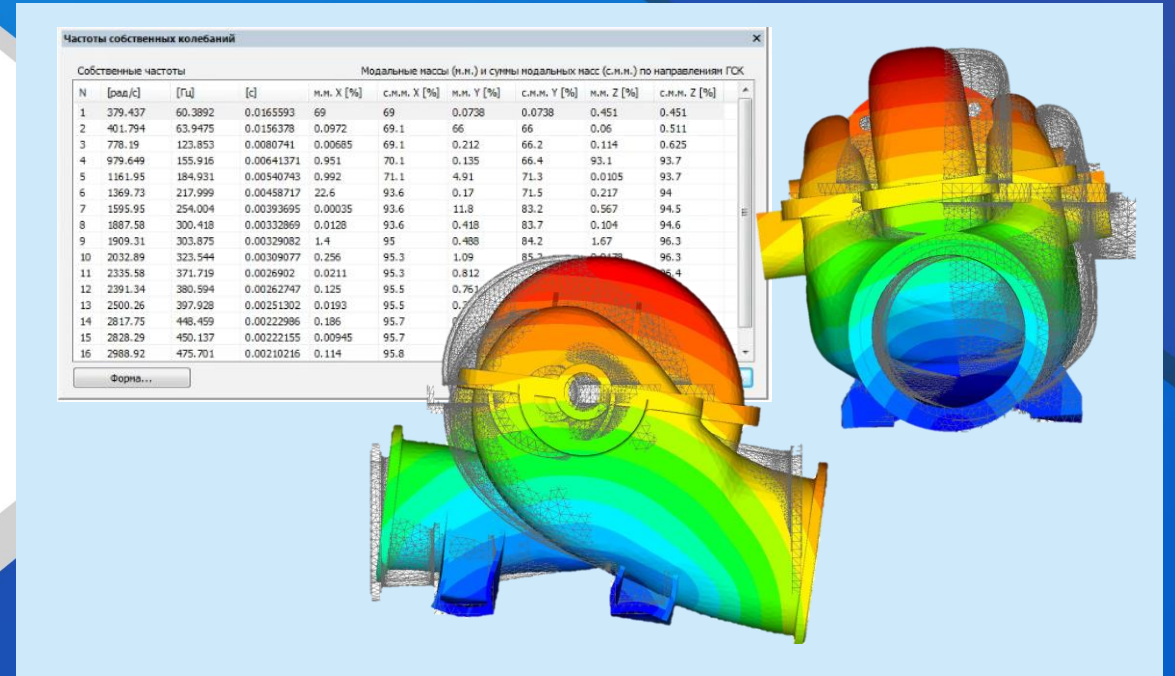 Частоты собственных колебаний
Собственные частоты Модальные массы (м.м.) и суммы модальных масс (с.м.м.) по направлениям ГСК
N [рад/с] [Гц] [с] м.м. X [%] с.м.м. X [%] м.м. Y [%] с.м.м. Y [%] м.м. Z [%] с.м.м. Z [%]
1 379.437 60.3892 0.0165593 69 69 0.0738 0.0738 0.451 0.451
2 401.794 63.9475 0.0156378 0.0972 69.1 66 66 0.06 0.511
3 778.19 123.853 0.0080741 0.00685 69.1 0.212 66.2 0.114 0.625
4 979.649 155.916 0.00641371 0.951 70.1 0.135 66.4 93.1 93.7
5 1161.95 184.931 0.00540743 0.992 71.1 4.91 71.3 0.0105 93.7
6 1369.73 217.999 0.00458717 22.6 93.6 0.17 71.5 0.217 94
7 1595.95 254.004 0.00393695 0.00035 93.6 11.8 83.2 0.567 94.5
8 1887.58 300.418 0.00332869 0.0128 93.6 0.418 83.7 0.104 94.6
9 1909.31 303.875 0.00329082 1.4 95 0.488 84.2 1.67 96.3
10 2032.89 323.544 0.00309077 0.256 95.3 1.09 96.3
11 2335.58 371.719 0.0026902 0.0211 95.3 0.812
12 2391.34 380.594 0.00262747 0.125 95.5 0.761
13 2500.26 397.928 0.00251302 0.0193 95.5
14 2817.75 448.459 0.00222986 0.186 95.7
15 2828.29 450.137 0.00222155 0.00945 95.7
16 2988.92 475.701 0.00210216 0.114 95.8
Форма...